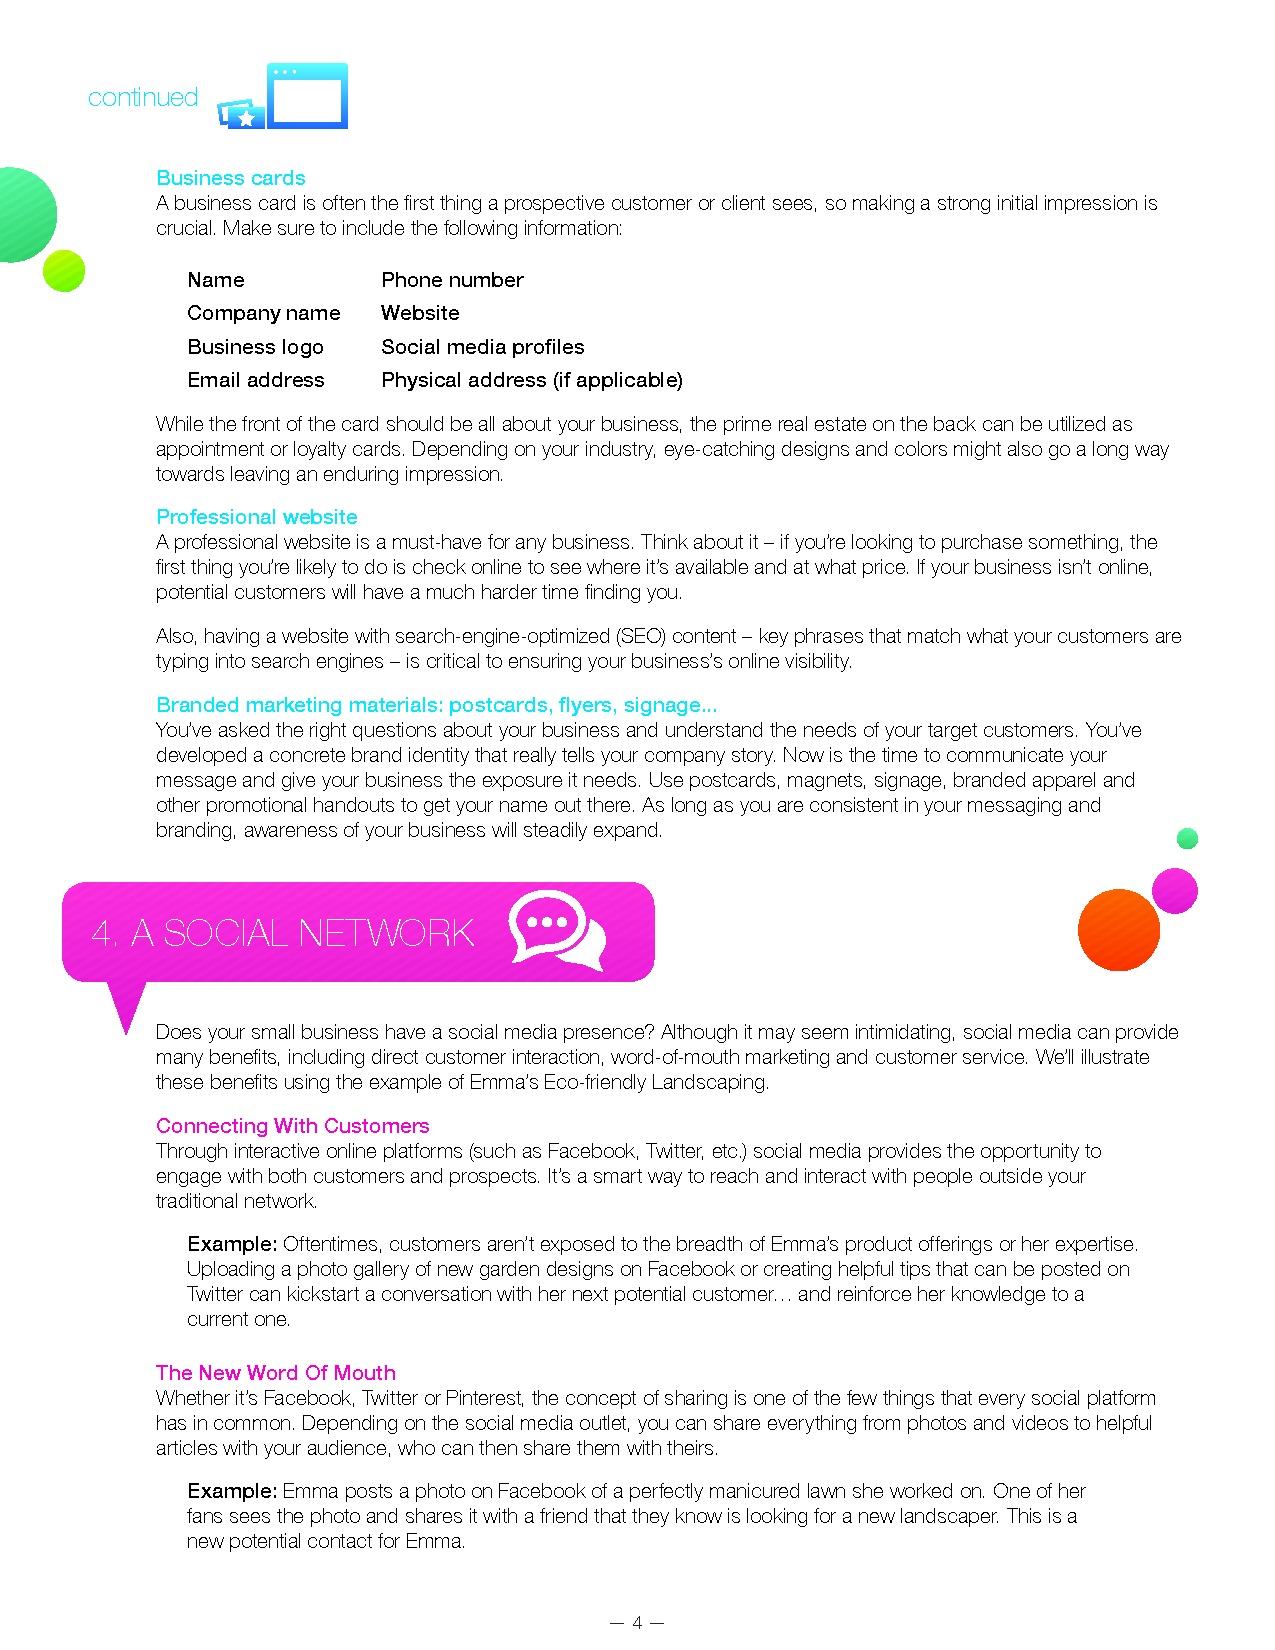 continued
Business cards
A business card is often the first thing a prospective customer or client sees, so making a strong initial impression is
crucial. Make sure to include the following information:
Name Phone number
Company name Website
Business logo Social media profiles
Email address Physical address (if applicable)
While the front of the card should be all about your business, the prime real estate on the back can be utilized as
appointment or loyalty cards. Depending on your industry, eye-catching designs and colors might also go a long way
towards leaving an enduring impression.
Professional website
A professional website is a must-have for any business. Think about it – if you’re looking to purchase something, the
first thing you’re likely to do is check online to see where it’s available and at what price. If your business isn’t online,
potential customers will have a much harder time finding you.
Also, having a website with search-engine-optimized (SEO) content – key phrases that match what your customers are
typing into search engines – is critical to ensuring your business’s online visibility.
Branded marketing materials: postcards, flyers, signage...
You’ve asked the right questions about your business and understand the needs of your target customers. You’ve
developed a concrete brand identity that really tells your company story. Now is the time to communicate your
message and give your business the exposure it needs. Use postcards, magnets, signage, branded apparel and
other promotional handouts to get your name out there. As long as you are consistent in your messaging and
branding, awareness of your business will steadily expand.
4. A SOCIAL NETWORK
Does your small business have a social media presence? Although it may seem intimidating, social media can provide
many benefits, including direct customer interaction, word-of-mouth marketing and customer service. We’ll illustrate
these benefits using the example of Emma’s Eco-friendly Landscaping.
Connecting With Customers
Through interactive online platforms (such as Facebook, Twitter, etc.) social media provides the opportunity to
engage with both customers and prospects. It’s a smart way to reach and interact with people outside your
traditional network.
Example: Oftentimes, customers aren’t exposed to the breadth of Emma’s product offerings or her expertise.
Uploading a photo gallery of new garden designs on Facebook or creating helpful tips that can be posted on
Twitter can kickstart a conversation with her next potential customer… and reinforce her knowledge to a
current one.
The New Word Of Mouth
Whether it’s Facebook, Twitter or Pinterest, the concept of sharing is one of the few things that every social platform
has in common. Depending on the social media outlet, you can share everything from photos and videos to helpful
articles with your audience, who can then share them with theirs.
Example: Emma posts a photo on Facebook of a perfectly manicured lawn she worked on. One of her
fans sees the photo and shares it with a friend that they know is looking for a new landscaper. This is a
new potential contact for Emma.
— 4 —